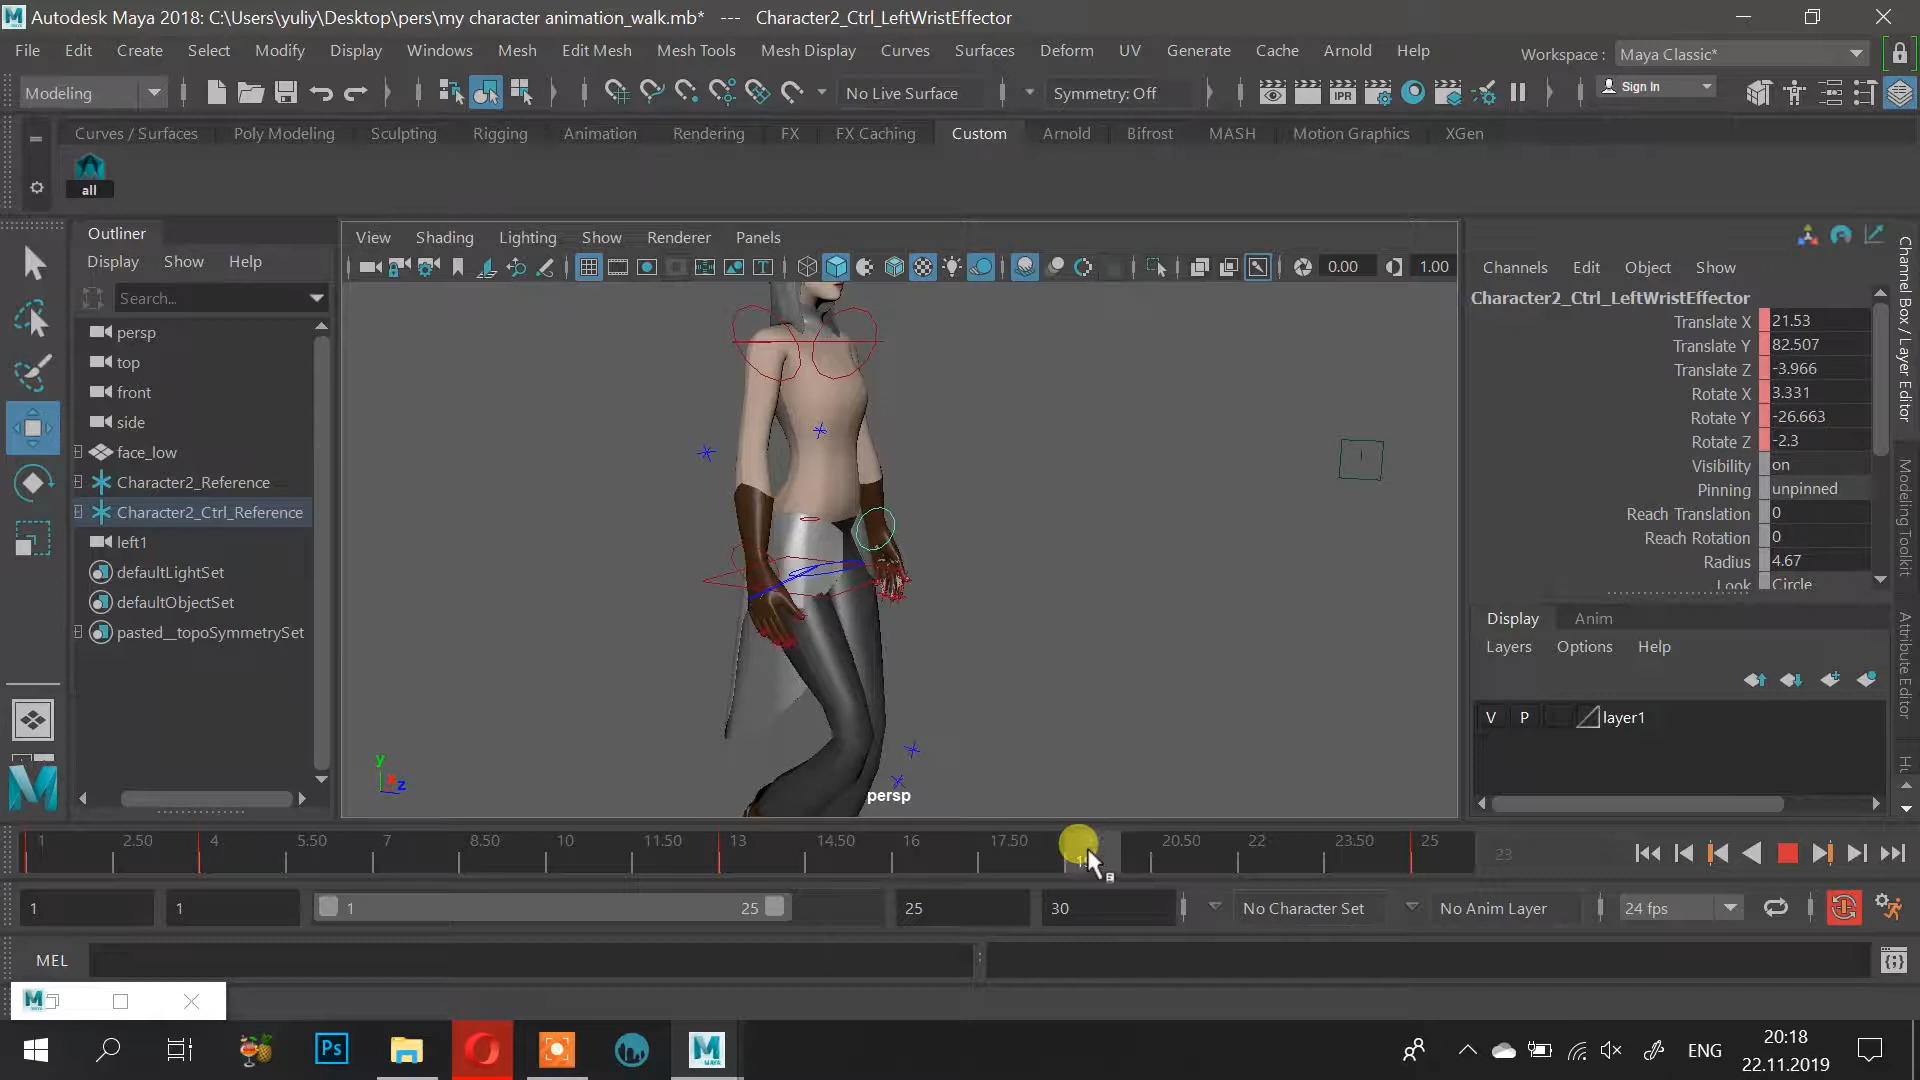 Autodesk Maya 2018: C:\Users\yuliy\Desktop\pers\my character animation_walk.mb* --- Character2_Ctrl_LeftWristEffector
File Edit Create Select Modify Display Windows Mesh Edit Mesh Mesh Tools Mesh Display Curves Surfaces Deform UV Generate Cache Arnold Help Workspace : Maya Classic*
Modeling No Live Surface Symmetry: Off IPR Sign In
Curves / Surfaces Poly Modeling Sculpting Rigging Animation Rendering FX FX Caching Custom Arnold Bifrost MASH Motion Graphics XGen
all
Outliner
Display Show Help
Search...
persp
top
front
side
face_low
Character2_Reference
Character2_Ctrl_Reference
left1
defaultLightSet
defaultObjectSet
pasted__topoSymmetrySet
View Shading Lighting Show Renderer Panels
0.00 1.00
y
x
z
persp
Channels Edit Object Show
Character2_Ctrl_LeftWristEffector
Translate X 21.53
Translate Y 82.507
Translate Z -3.966
Rotate X 3.331
Rotate Y -26.663
Rotate Z -2.3
Visibility on
Pinning unpinned
Reach Translation 0
Reach Rotation 0
Radius 4.67
Look Circle
Display Anim
Layers Options Help
V P layer1
Channel Box / Layer Editor
Modeling Toolkit
Attribute Editor
1 2.50 4 5.50 7 8.50 10 11.50 13 14.50 16 17.50 20.50 22 23.50 25 23
1 1 1 25 25 30 No Character Set No Anim Layer 24 fps
MEL
M
Ps
M
MAYA
ENG
20:18
22.11.2019